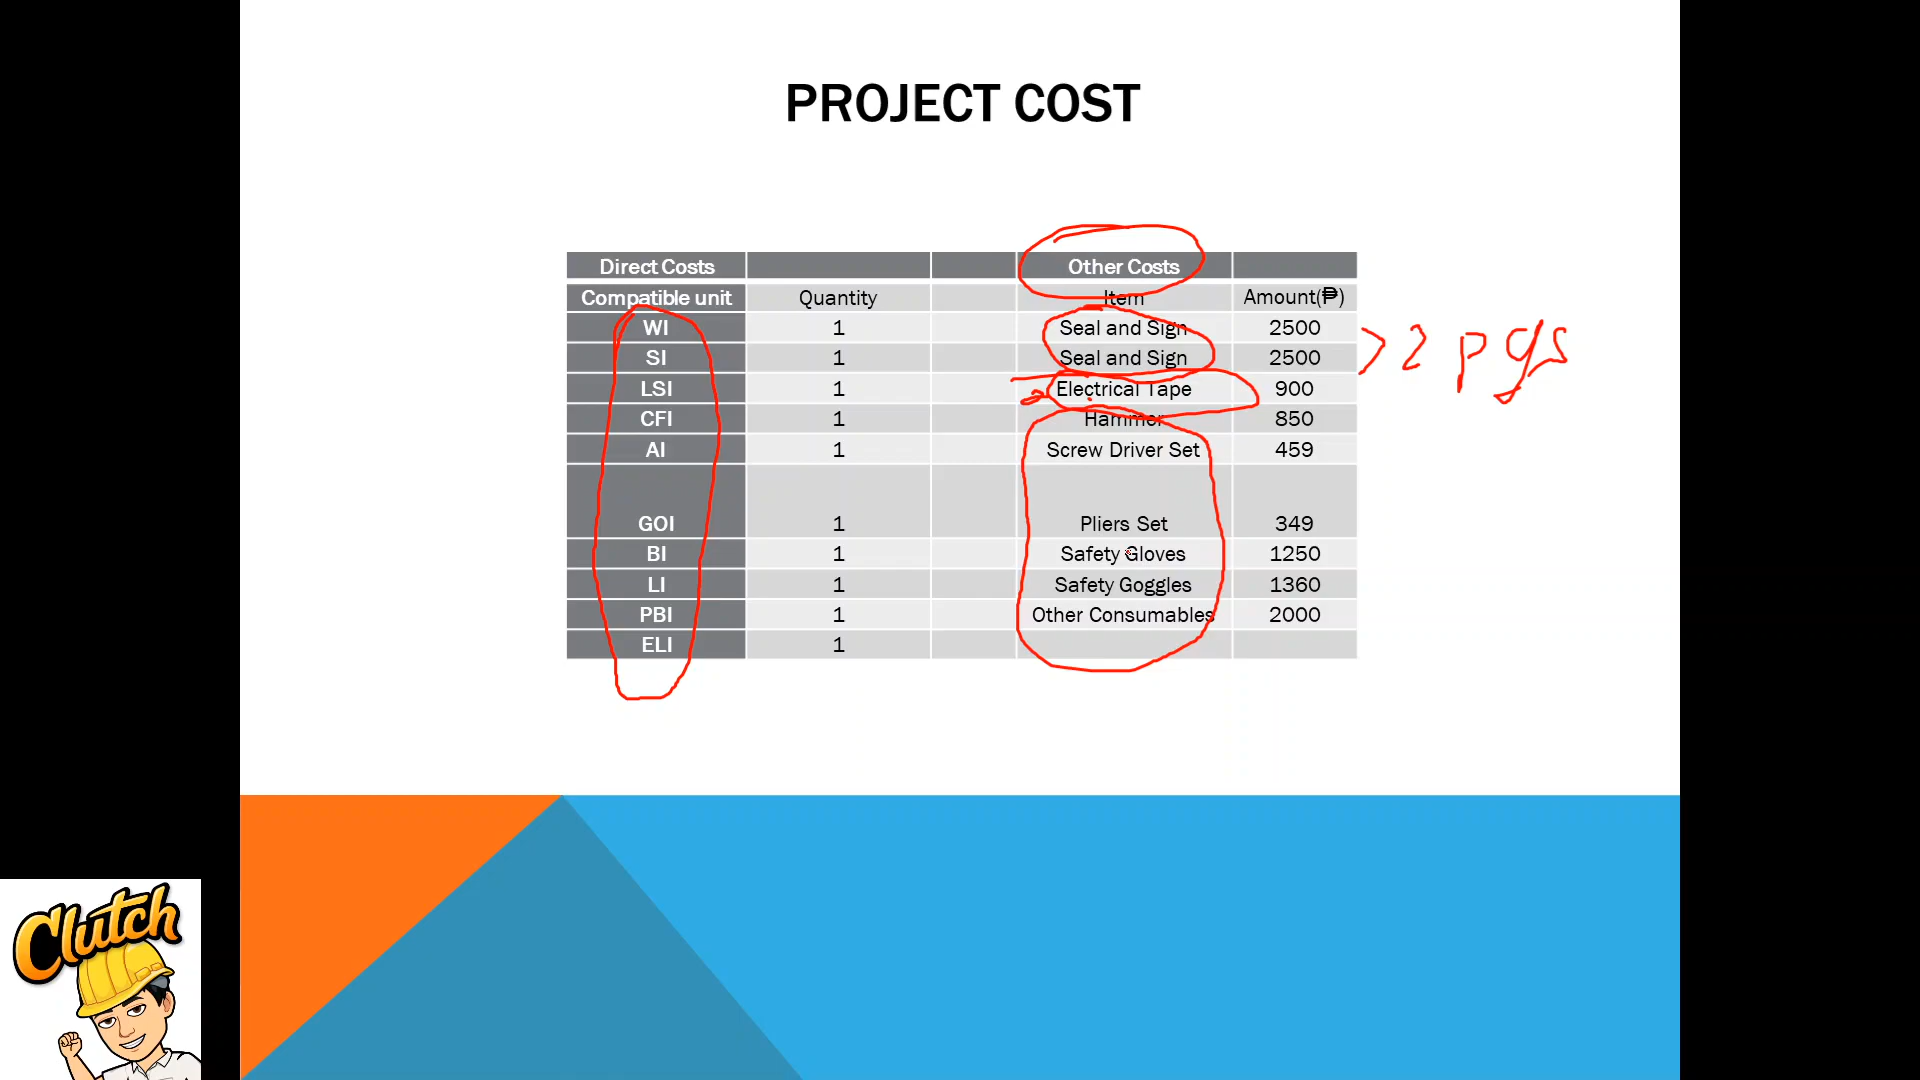 PROJECT COST
Direct Costs Other Costs
Compatible unit Quantity Item Amount(₱)
WI 1 Seal and Sign 2500
SI 1 Seal and Sign 2500
LSI 1 Electrical Tape 900
CFI 1 Hammer 850
AI 1 Screw Driver Set 459
GOI 1 Pliers Set 349
BI 1 Safety Gloves 1250
LI 1 Safety Goggles 1360
PBI 1 Other Consumables 2000
ELI 1
> 2 pgs
Clutch